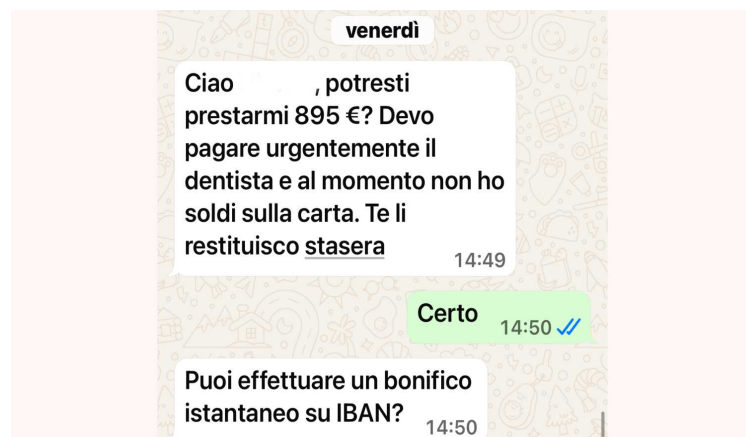 venerdì
Ciao , potresti
prestarmi 895 €? Devo
pagare urgentemente il
dentista e al momento non ho
soldi sulla carta. Te li
restituisco stasera
14:49
Certo
14:50
Puoi effettuare un bonifico
istantaneo su IBAN?
14:50